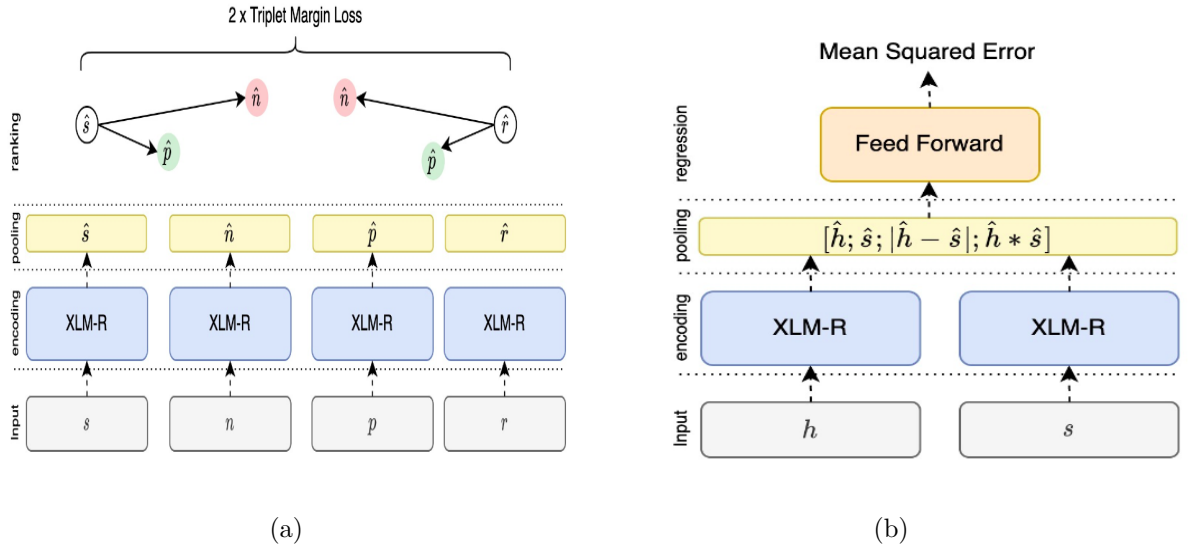 2 x Triplet Margin Loss
ranking
ŝ
n̂
p̂
n̂
p̂
r̂
pooling
ŝ
n̂
p̂
r̂
encoding
XLM-R
XLM-R
XLM-R
XLM-R
Input
s
n
p
r
(a)
Mean Squared Error
regression
Feed Forward
pooling
[ĥ; ŝ; |ĥ − ŝ|; ĥ ∗ ŝ]
encoding
XLM-R
XLM-R
Input
h
s
(b)